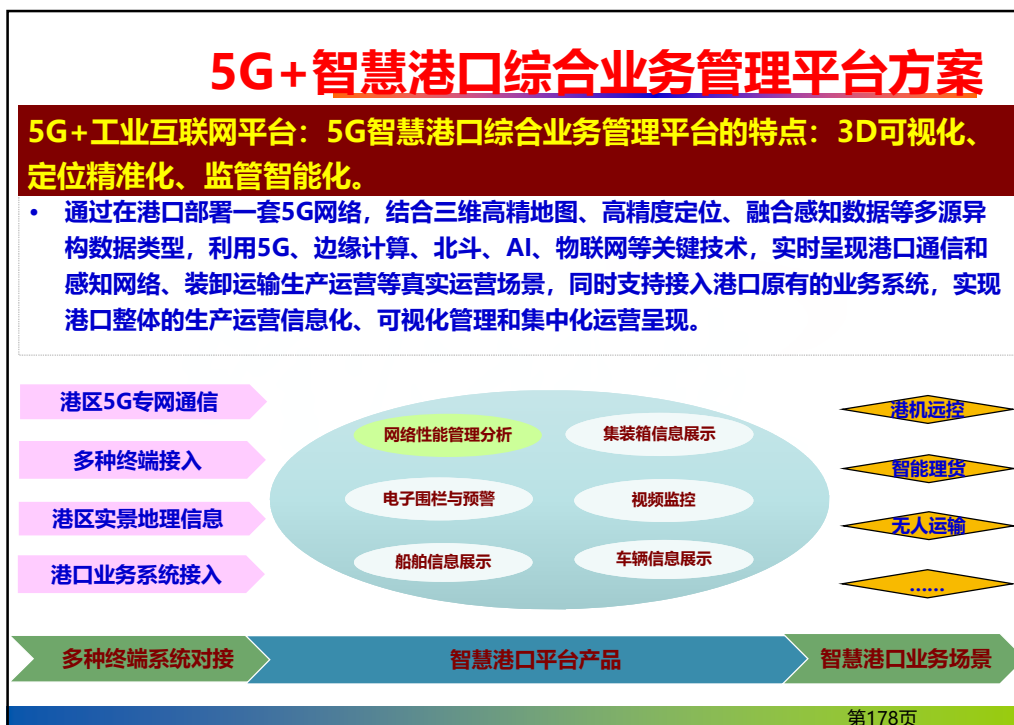 5G+智慧港口综合业务管理平台方案
5G+工业互联网平台：5G智慧港口综合业务管理平台的特点：3D可视化、
定位精准化、监管智能化。
• 通过在港口部署一套5G网络，结合三维高精地图、高精度定位、融合感知数据等多源异
构数据类型，利用5G、边缘计算、北斗、AI、物联网等关键技术，实时呈现港口通信和
感知网络、装卸运输生产运营等真实运营场景，同时支持接入港口原有的业务系统，实现
港口整体的生产运营信息化、可视化管理和集中化运营呈现。
港区5G专网通信
多种终端接入
港区实景地理信息
港口业务系统接入
网络性能管理分析
集装箱信息展示
电子围栏与预警
视频监控
船舶信息展示
车辆信息展示
港机远控
智能理货
无人运输
……
多种终端系统对接
智慧港口平台产品
智慧港口业务场景
第178页